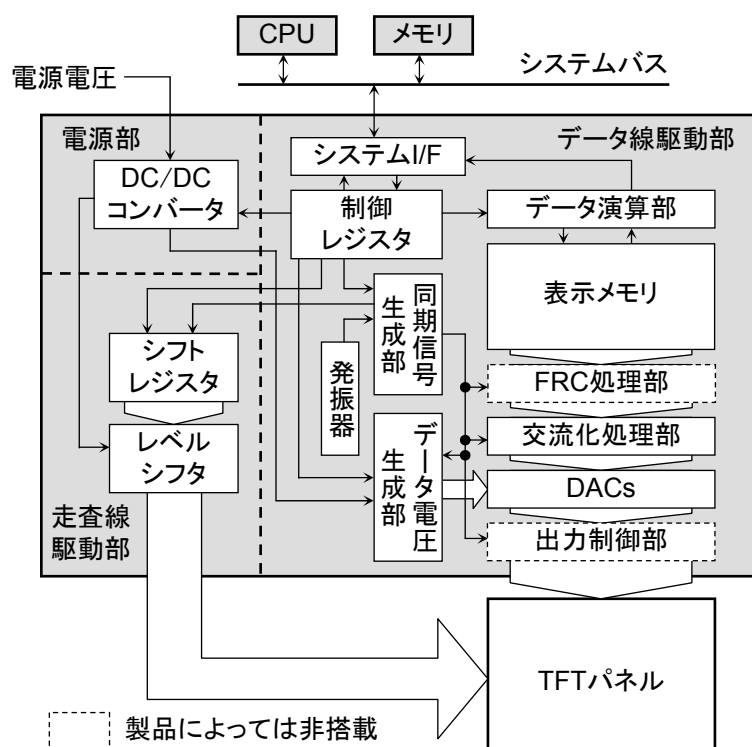 CPU
メモリ
システムバス
電源電圧
電源部
データ線駆動部
システムI/F
DC/DC
コンバータ
制御
レジスタ
データ演算部
表示メモリ
同期信号
生成部
発振器
シフト
レジスタ
FRC処理部
レベル
シフタ
交流化処理部
データ電圧
生成部
DACs
走査線
駆動部
出力制御部
TFTパネル
製品によっては非搭載